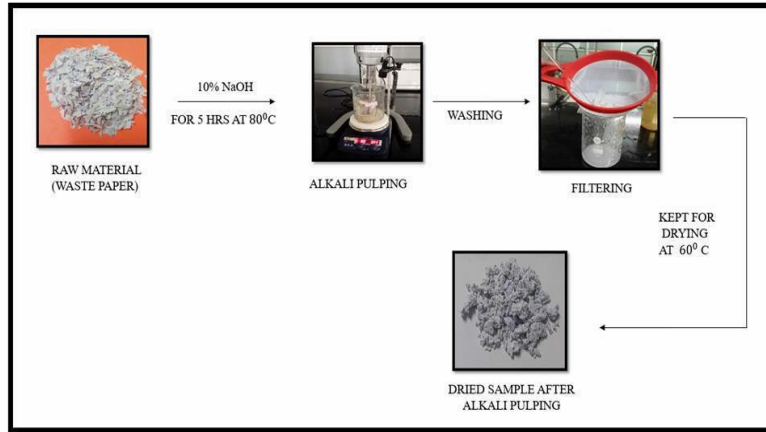 10% NaOH
FOR 5 HRS AT 80⁰C
WASHING
RAW MATERIAL
(WASTE PAPER)
ALKALI PULPING
FILTERING
KEPT FOR
DRYING
AT 60⁰ C
DRIED SAMPLE AFTER
ALKALI PULPING